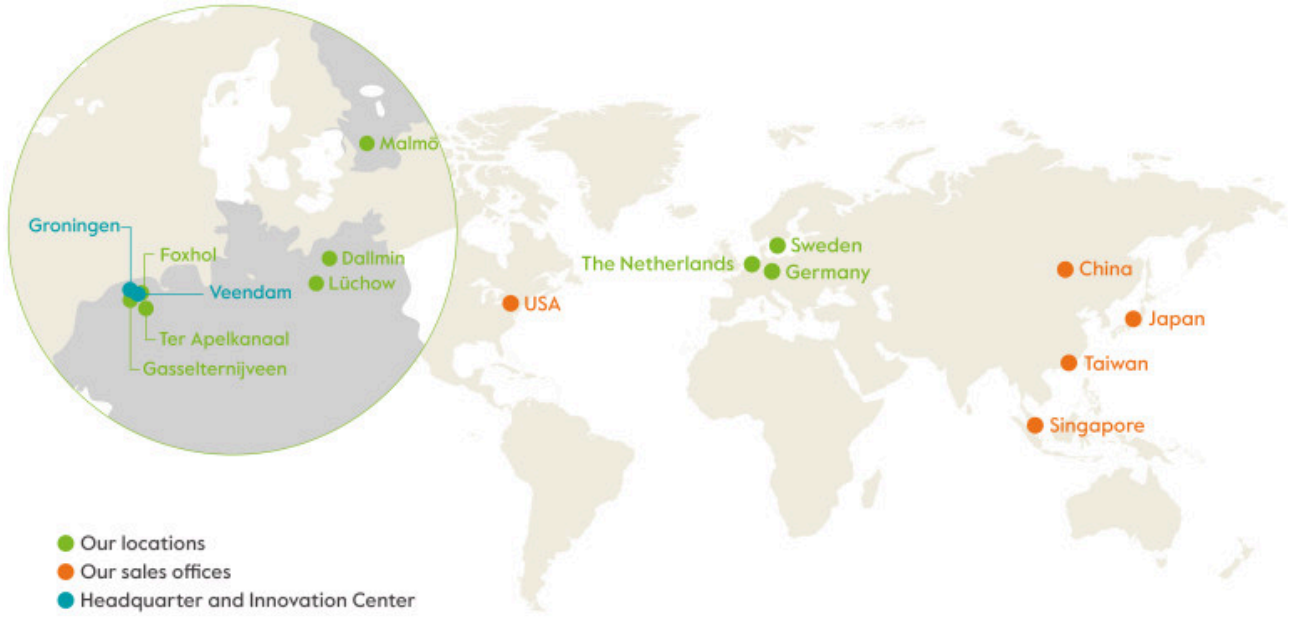 Malmö
Groningen
Foxhol
Dallmin
Lüchow
Veendam
Ter Apelkanaal
Gasselternijveen
Sweden
The Netherlands
Germany
USA
China
Japan
Taiwan
Singapore
Our locations
Our sales offices
Headquarter and Innovation Center